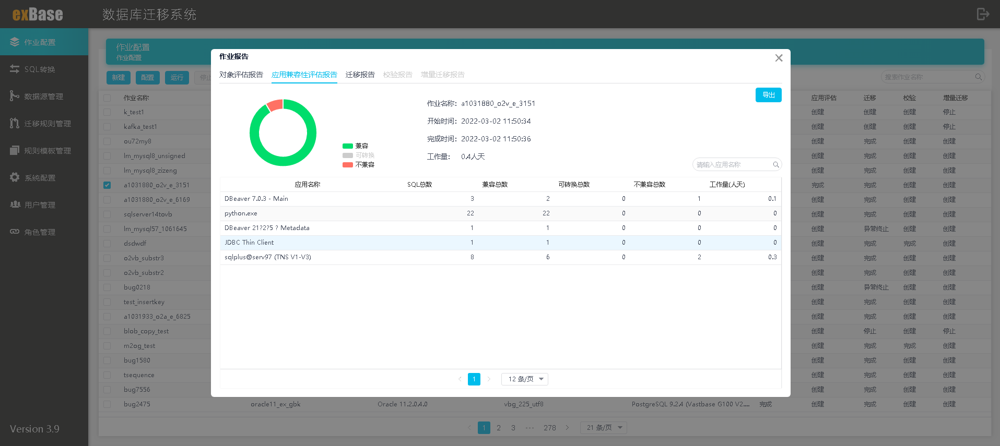 exBase 数据库迁移系统
作业配置
SQL转换
数据源管理
迁移规则管理
规则模板管理
系统配置
用户管理
角色管理
Version 3.9
作业配置
作业配置
新建 配置 运行 停止
搜索作业名称
作业名称 应用评估 迁移 校验 增量迁移
k_test1 创建 创建 创建 停止
kafka_test1 创建 创建 创建 停止
ou72my8 创建 完成 创建 创建
lm_mysql8_unsigned 创建 完成 创建 创建
lm_mysql8_zizeng 创建 完成 创建 创建
a1031880_o2v_e_3151 完成 完成 创建 创建
a1031880_o2v_e_6169 创建 完成 创建 创建
sqlserver14tovb 创建 完成 创建 创建
lm_mysql57_1061645 创建 异常终止 创建 创建
dsdwdf 创建 完成 完成 创建
o2vb_substr3 创建 完成 创建 创建
o2vb_substr2 创建 完成 创建 创建
bug0218 创建 异常终止 创建 创建
test_insertkey 创建 完成 创建 创建
a1031933_o2a_e_6825 创建 完成 创建 创建
blob_copy_test 创建 停止 创建 停止
m2og_test 创建 完成 完成 创建
bug1580 创建 完成 创建 创建
tsequence 创建 完成 创建 创建
bug7556 创建 完成 创建 创建
bug2475 oracle11_ex_gbk Oracle 11.2.0.4.0 vbg_225_utf8 PostgreSQL 9.2.4 (Vastbase G100 V2.... 完成 创建 完成 创建 创建
1 2 3 ••• 278 21 条/页
作业报告
对象评估报告 应用兼容性评估报告 迁移报告 校验报告 增量迁移报告
导出
兼容
可转换
不兼容
作业名称: a1031880_o2v_e_3151
开始时间: 2022-03-02 11:50:34
完成时间: 2022-03-02 11:50:36
工作量: 0.4人天
请输入应用名称
应用名称 SQL总数 兼容总数 可转换总数 不兼容总数 工作量(人天)
DBeaver 7.0.3 - Main 3 2 0 1 0.1
python.exe 22 22 0 0 0
DBeaver 21?2?5 ? Metadata 1 1 0 0 0
JDBC Thin Client 1 1 0 0 0
sqlplus@serv97 (TNS V1-V3) 8 6 0 2 0.3
1 12 条/页